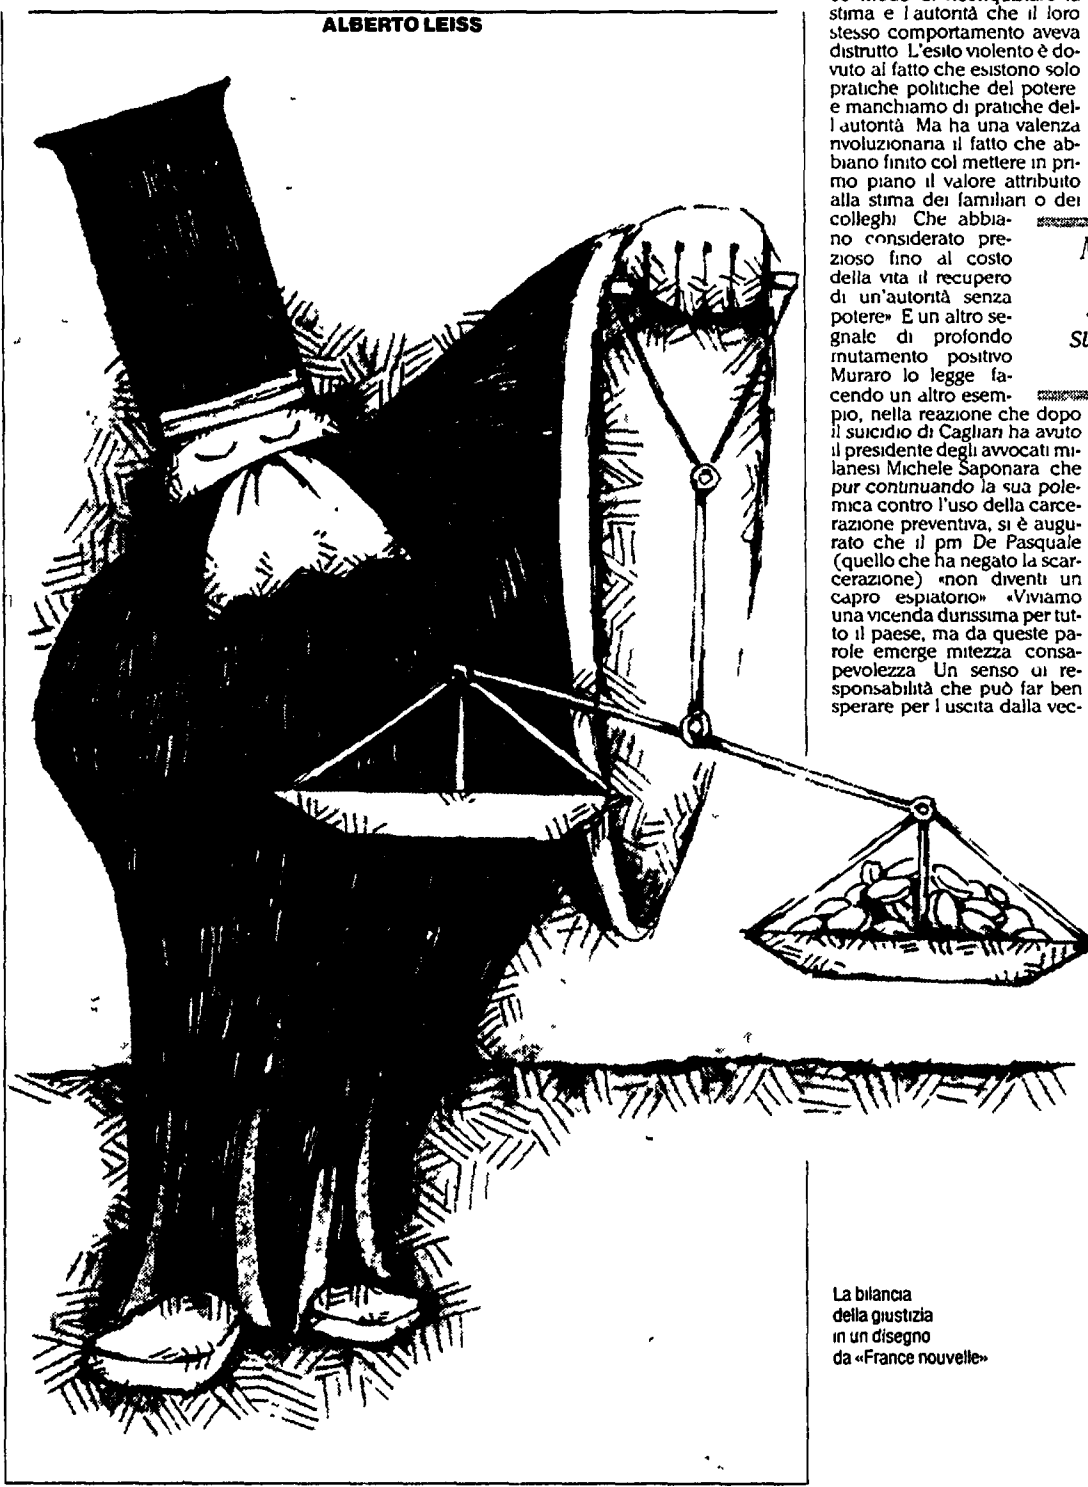 ALBERTO LEISS
stima e l autorità che il loro
stesso comportamento aveva
distrutto L'esito violento è do-
vuto al fatto che esistono solo
pratiche politiche del potere
e manchiamo di pratiche del-
l autorità Ma ha una valenza
rivoluzionaria il fatto che ab-
biano finito col mettere in pri-
mo piano il valore attribuito
alla stima dei familiari o dei
colleghi Che abbia-
no considerato pre-
zioso fino al costo
della vita il recupero
di un'autorità senza
potere» E un altro se-
gnale di profondo
mutamento positivo
Muraro lo legge fa-
cendo un altro esem-
pio, nella reazione che dopo
il suicidio di Cagliari ha avuto
il presidente degli avvocati mi-
lanesi Michele Saponara che
pur continuando la sua pole-
mica contro l'uso della carce-
razione preventiva, si è augu-
rato che il pm De Pasquale
(quello che ha negato la scar-
cerazione) «non diventi un
capro espiatorio» «Viviamo
una vicenda durissima per tut-
to il paese, ma da queste pa-
role emerge mitezza consa-
pevolezza Un senso di re-
sponsabilità che può far ben
sperare per l uscita dalla vec-
La bilancia
della giustizia
in un disegno
da «France nouvelle»